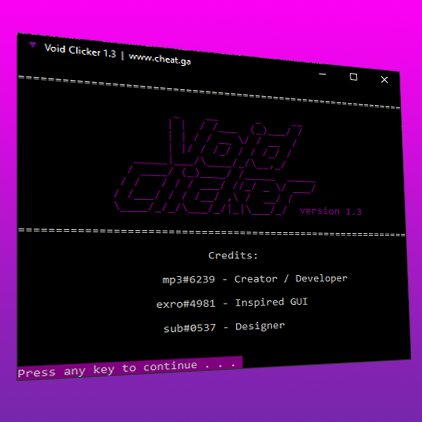 Void Clicker 1.3 | www.cheat.ga
Void
Clicker
version 1.3
Credits:
mp3#6239 - Creator / Developer
exro#4981 - Inspired GUI
sub#0537 - Designer
Press any key to continue . . .